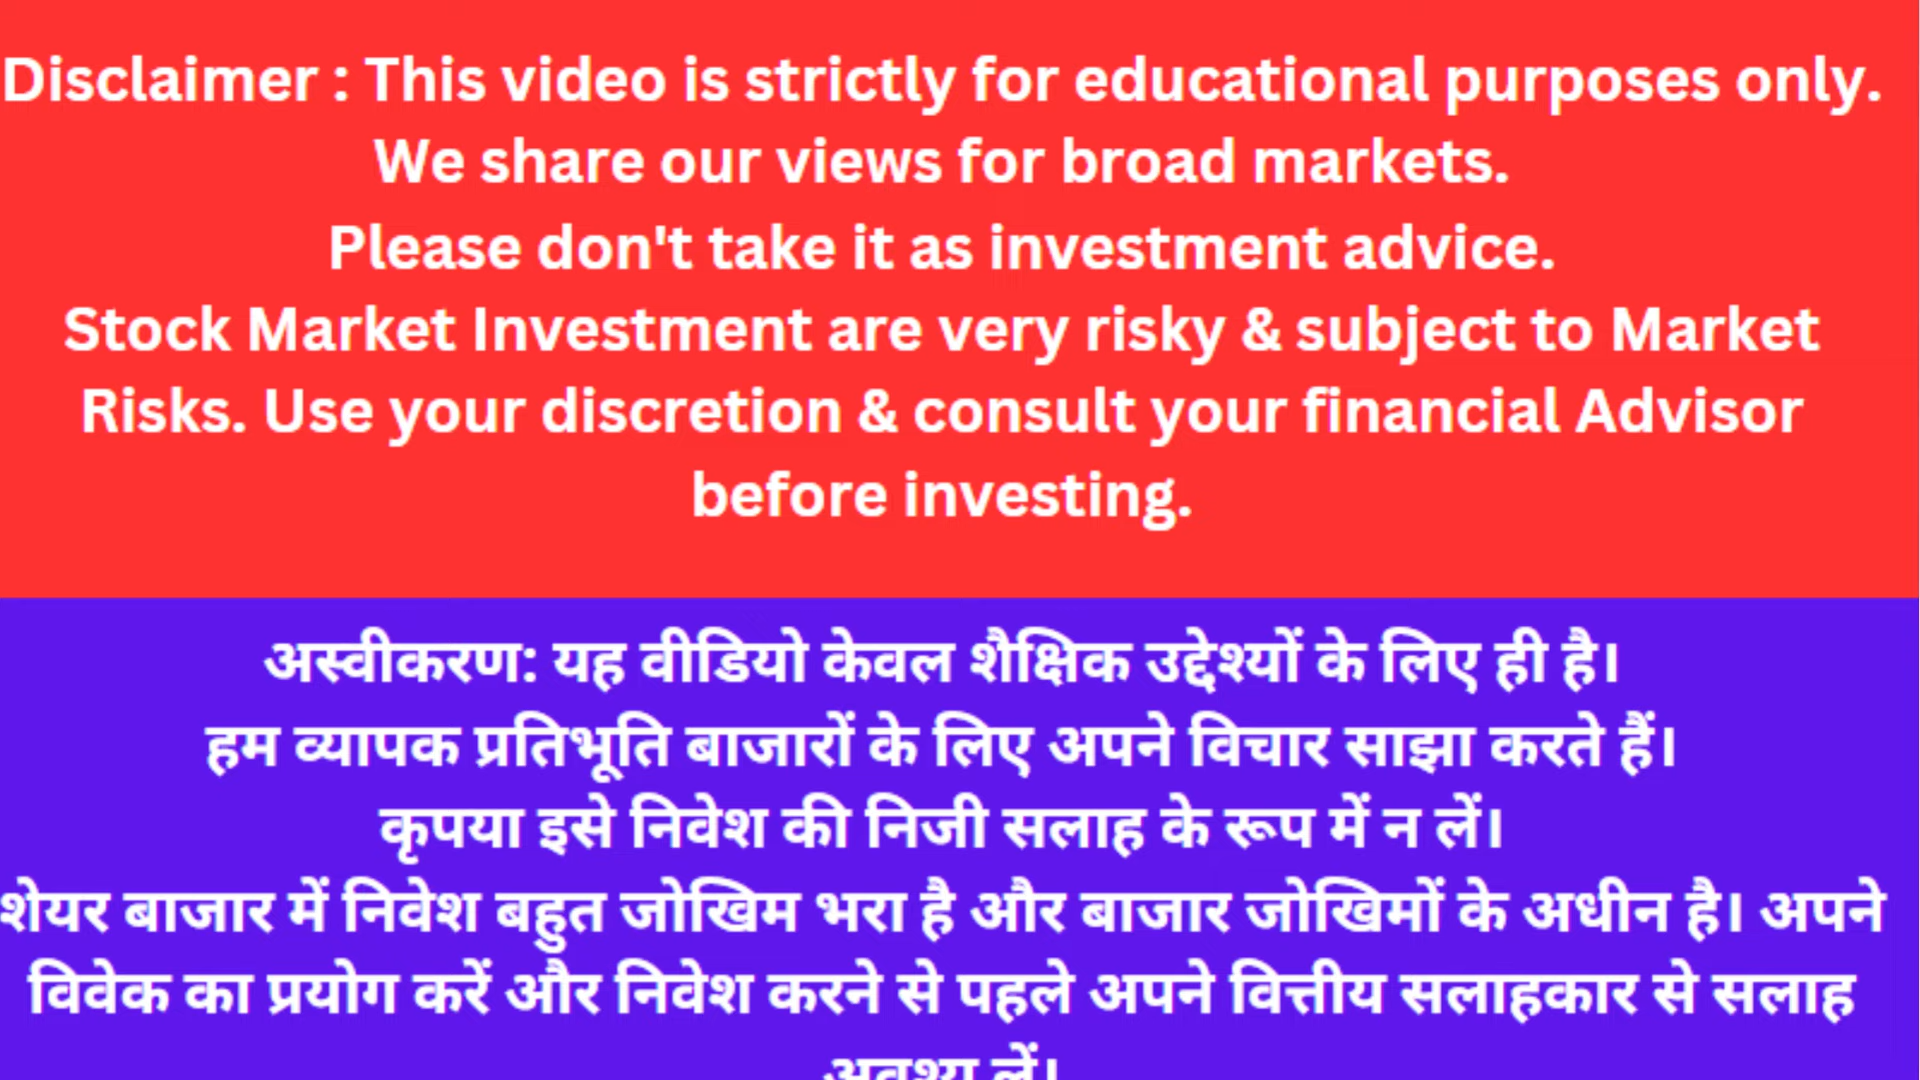 Disclaimer : This video is strictly for educational purposes only.
We share our views for broad markets.
Please don't take it as investment advice.
Stock Market Investment are very risky & subject to Market
Risks. Use your discretion & consult your financial Advisor
before investing.
अस्वीकरण: यह वीडियो केवल शैक्षिक उद्देश्यों के लिए ही है।
हम व्यापक प्रतिभूति बाजारों के लिए अपने विचार साझा करते हैं।
कृपया इसे निवेश की निजी सलाह के रूप में न लें।
शेयर बाजार में निवेश बहुत जोखिम भरा है और बाजार जोखिमों के अधीन है। अपने
विवेक का प्रयोग करें और निवेश करने से पहले अपने वित्तीय सलाहकार से सलाह
अवश्य लें।